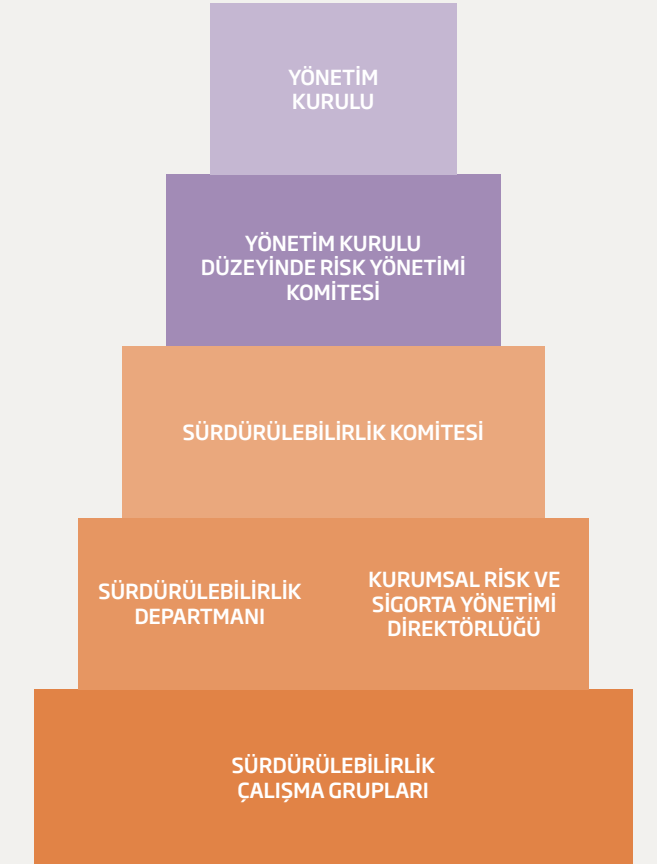 YÖNETİM
KURULU
YÖNETİM KURULU
DÜZEYİNDE RİSK YÖNETİMİ
KOMİTESİ
SÜRDÜRÜLEBİLİRLİK KOMİTESİ
SÜRDÜRÜLEBİLİRLİK
DEPARTMANI
KURUMSAL RİSK VE
SİGORTA YÖNETİMİ
DİREKTÖRLÜĞÜ
SÜRDÜRÜLEBİLİRLİK
ÇALIŞMA GRUPLARI